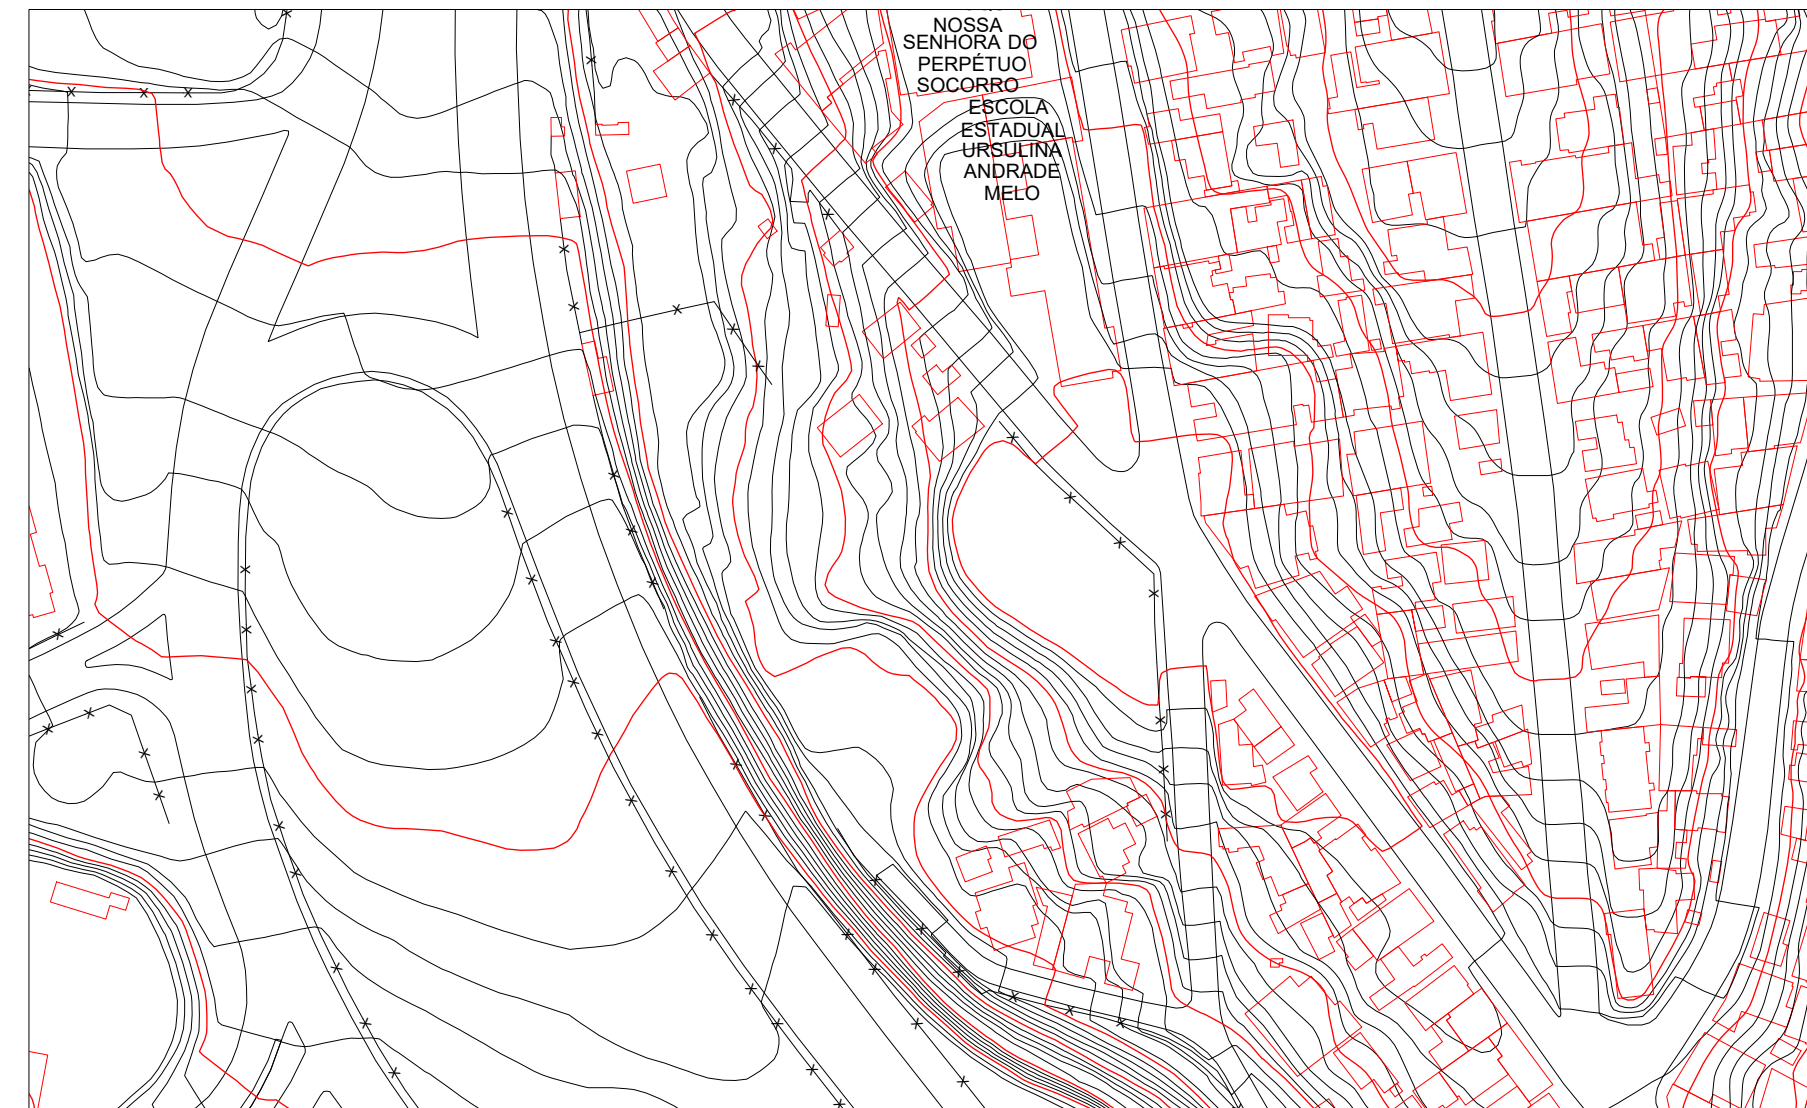 NOSSA
SENHORA DO
PERPÉTUO
SOCORRO
ESCOLA
ESTADUAL
URSULINA
ANDRADE
MELO